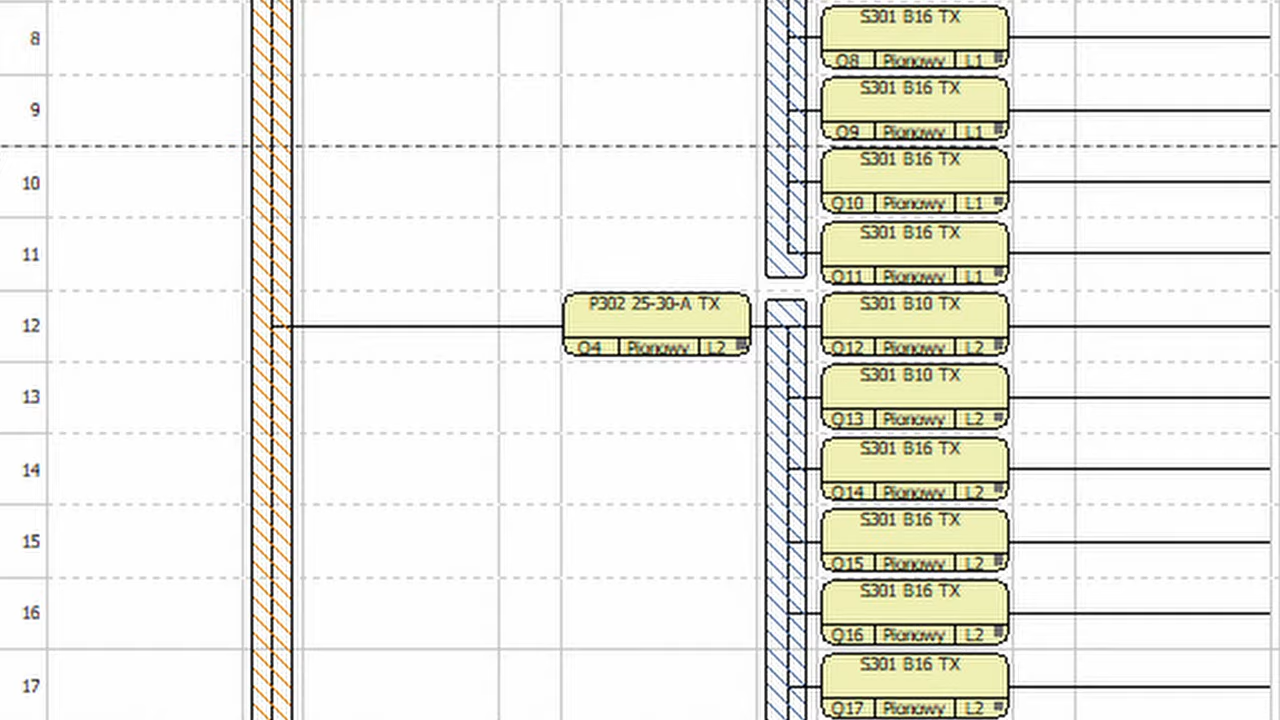 8
S301 B16 TX
Q8 Pionowy L1
9
S301 B16 TX
Q9 Pionowy L1
10
S301 B16 TX
Q10 Pionowy L1
11
S301 B16 TX
Q11 Pionowy L1
12
P302 25-30-A TX
Q4 Pionowy L2
S301 B10 TX
Q12 Pionowy L2
13
S301 B10 TX
Q13 Pionowy L2
14
S301 B16 TX
Q14 Pionowy L2
15
S301 B16 TX
Q15 Pionowy L2
16
S301 B16 TX
Q16 Pionowy L2
17
S301 B16 TX
Q17 Pionowy L2